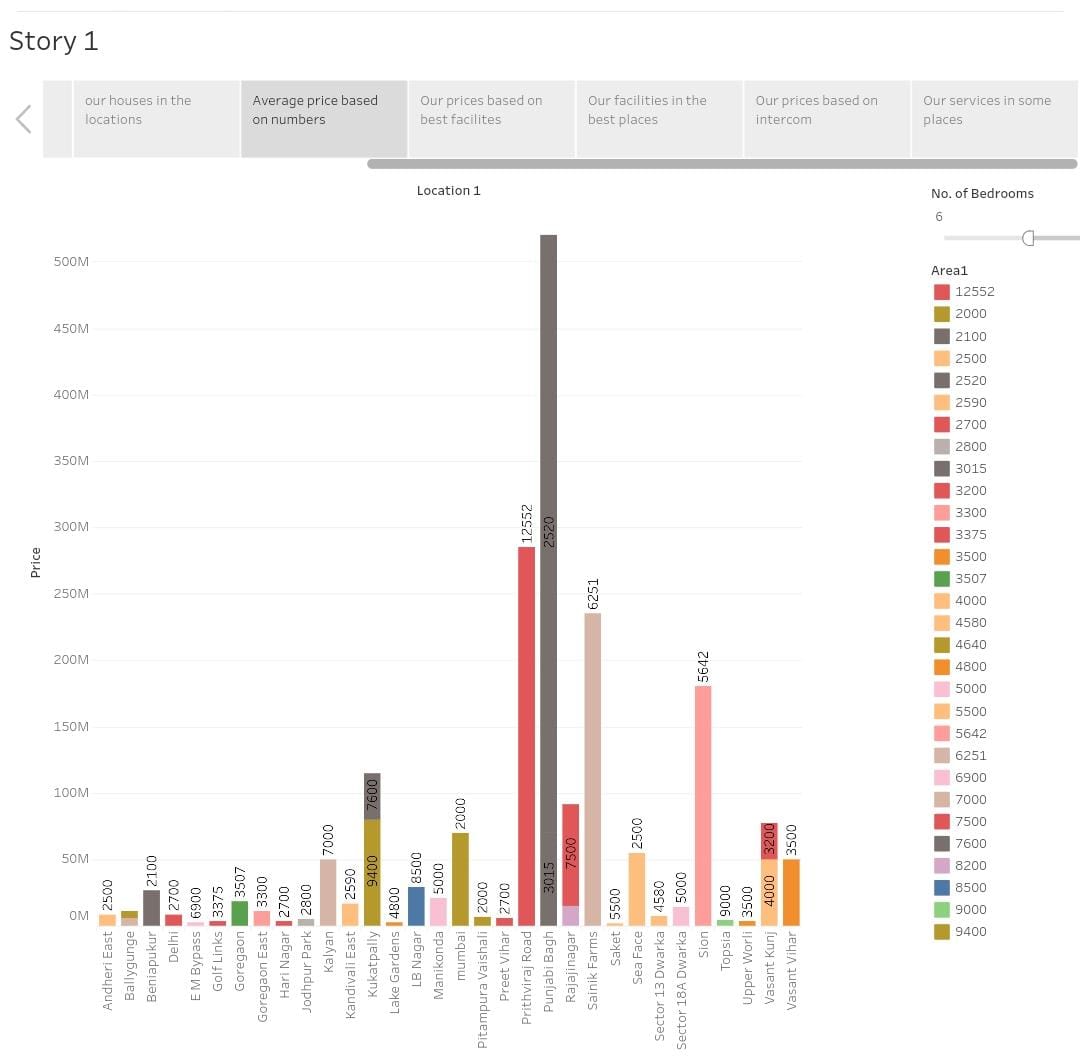 Story 1
our houses in the
locations
Average price based
on numbers
Our prices based on
best facilites
Our facilities in the
best places
Our prices based on
intercom
Our services in some
places
Location 1
No. of Bedrooms
6
Area1
12552
2000
2100
2500
2520
2590
2700
2800
3015
3200
3300
3375
3500
3507
4000
4580
4640
4800
5000
5500
5642
6251
6900
7000
7500
7600
8200
8500
9000
9400
Price
500M
450M
400M
350M
300M
250M
200M
150M
100M
50M
0M
2500
2100
2700
6900
3375
3507
3300
2700
2800
7000
2590
7600
9400
4800
8500
5000
2000
2000
2700
12552
2520
3015
7500
6251
5500
2500
4580
5000
5642
9000
3500
3200
4000
3500
Andheri East
Ballygunge
Beniapukur
Delhi
E M Bypass
Golf Links
Goregaon
Goregaon East
Hari Nagar
Jodhpur Park
Kalyan
Kandivali East
Kukatpally
Lake Gardens
LB Nagar
Manikonda
mumbai
Pitampura Vaishali
Preet Vihar
Prithviraj Road
Punjabi Bagh
Rajajinagar
Sainik Farms
Saket
Sea Face
Sector 13 Dwarka
Sector 18A Dwarka
Sion
Topsia
Upper Worli
Vasant Kunj
Vasant Vihar